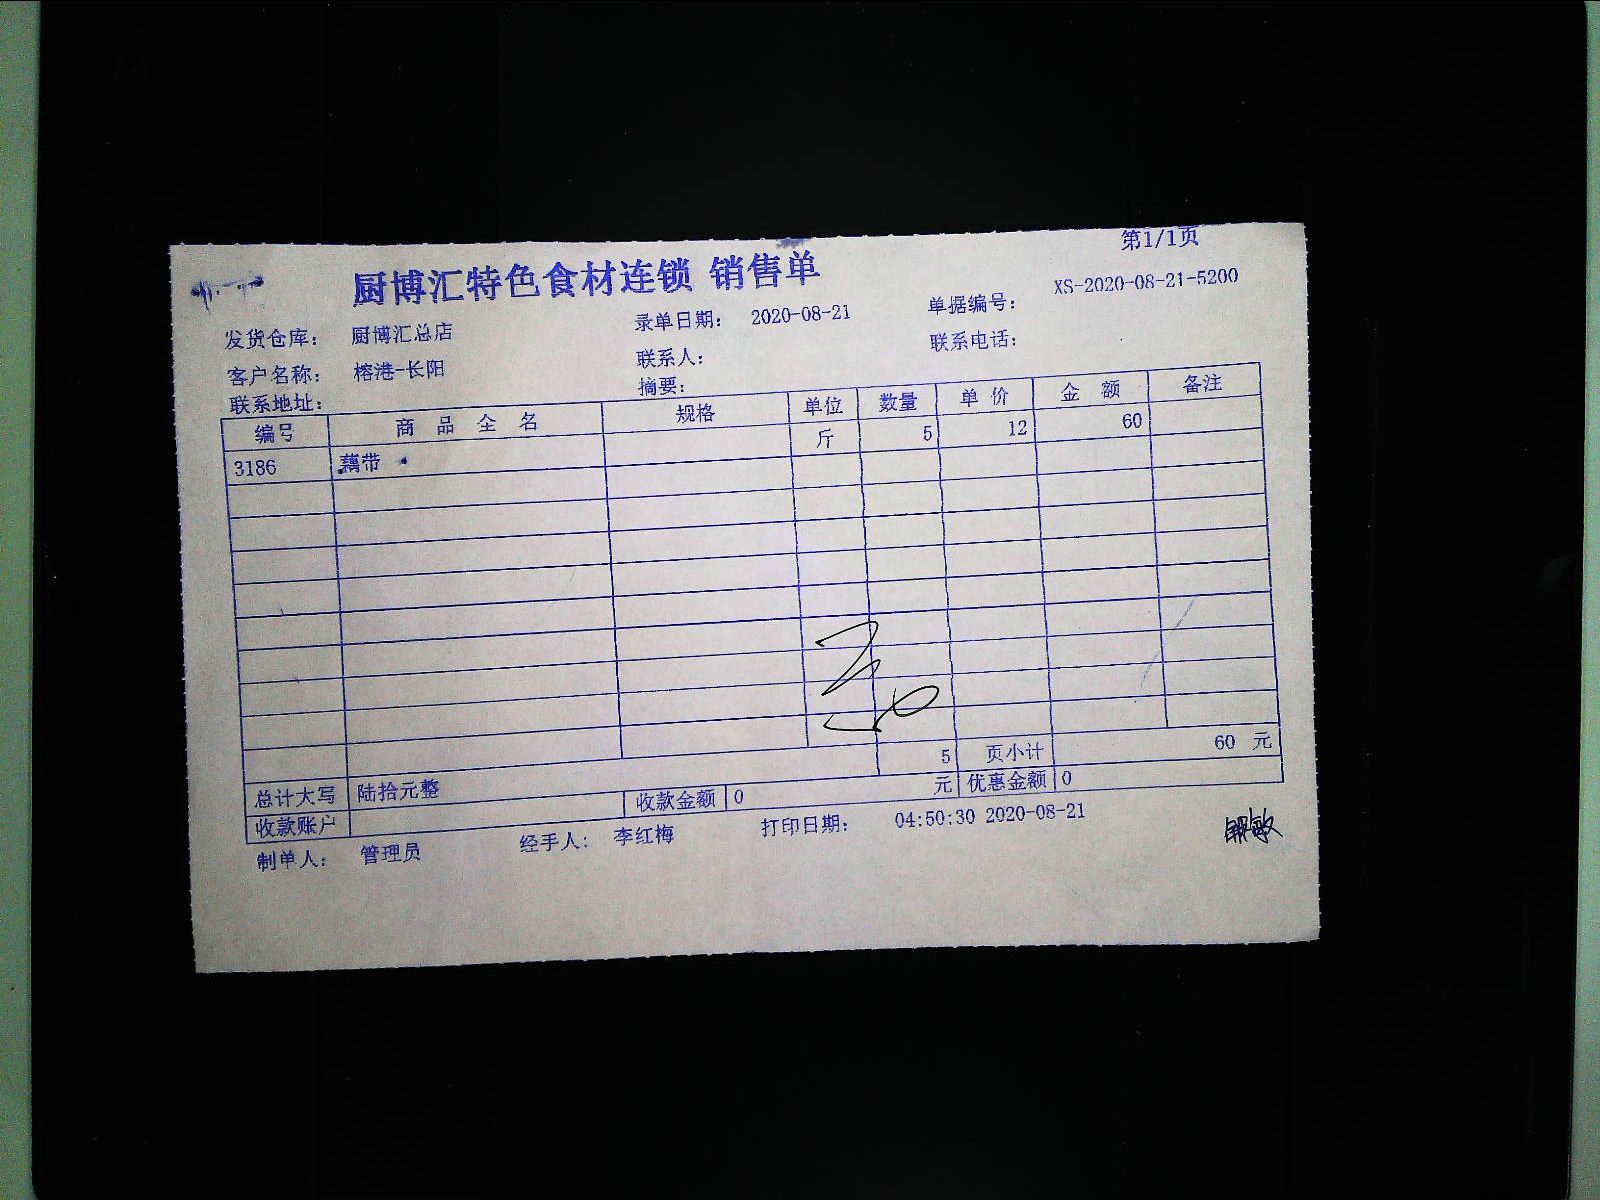 第1/1页
厨博汇特色食材连锁 销售单
发货仓库： 厨博汇总店 录单日期： 2020-08-21 单据编号： XS-2020-08-21-5200
客户名称： 榕港-长阳 联系人： 联系电话：
联系地址： 摘要：
编号 商品全名 规格 单位 数量 单价 金额 备注
3186 藕带 斤 5 12 60
5 页小计 60 元
总计大写 陆拾元整 收款金额 0 元 优惠金额 0
收款账户
制单人： 管理员 经手人： 李红梅 打印日期： 04:50:30 2020-08-21